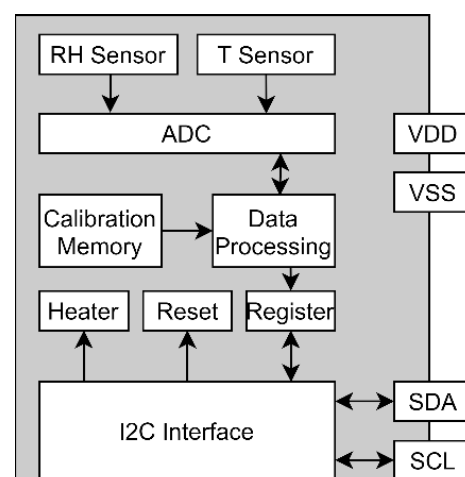 RH Sensor
T Sensor
ADC
VDD
VSS
Calibration
Memory
Data
Processing
Heater
Reset
Register
I2C Interface
SDA
SCL